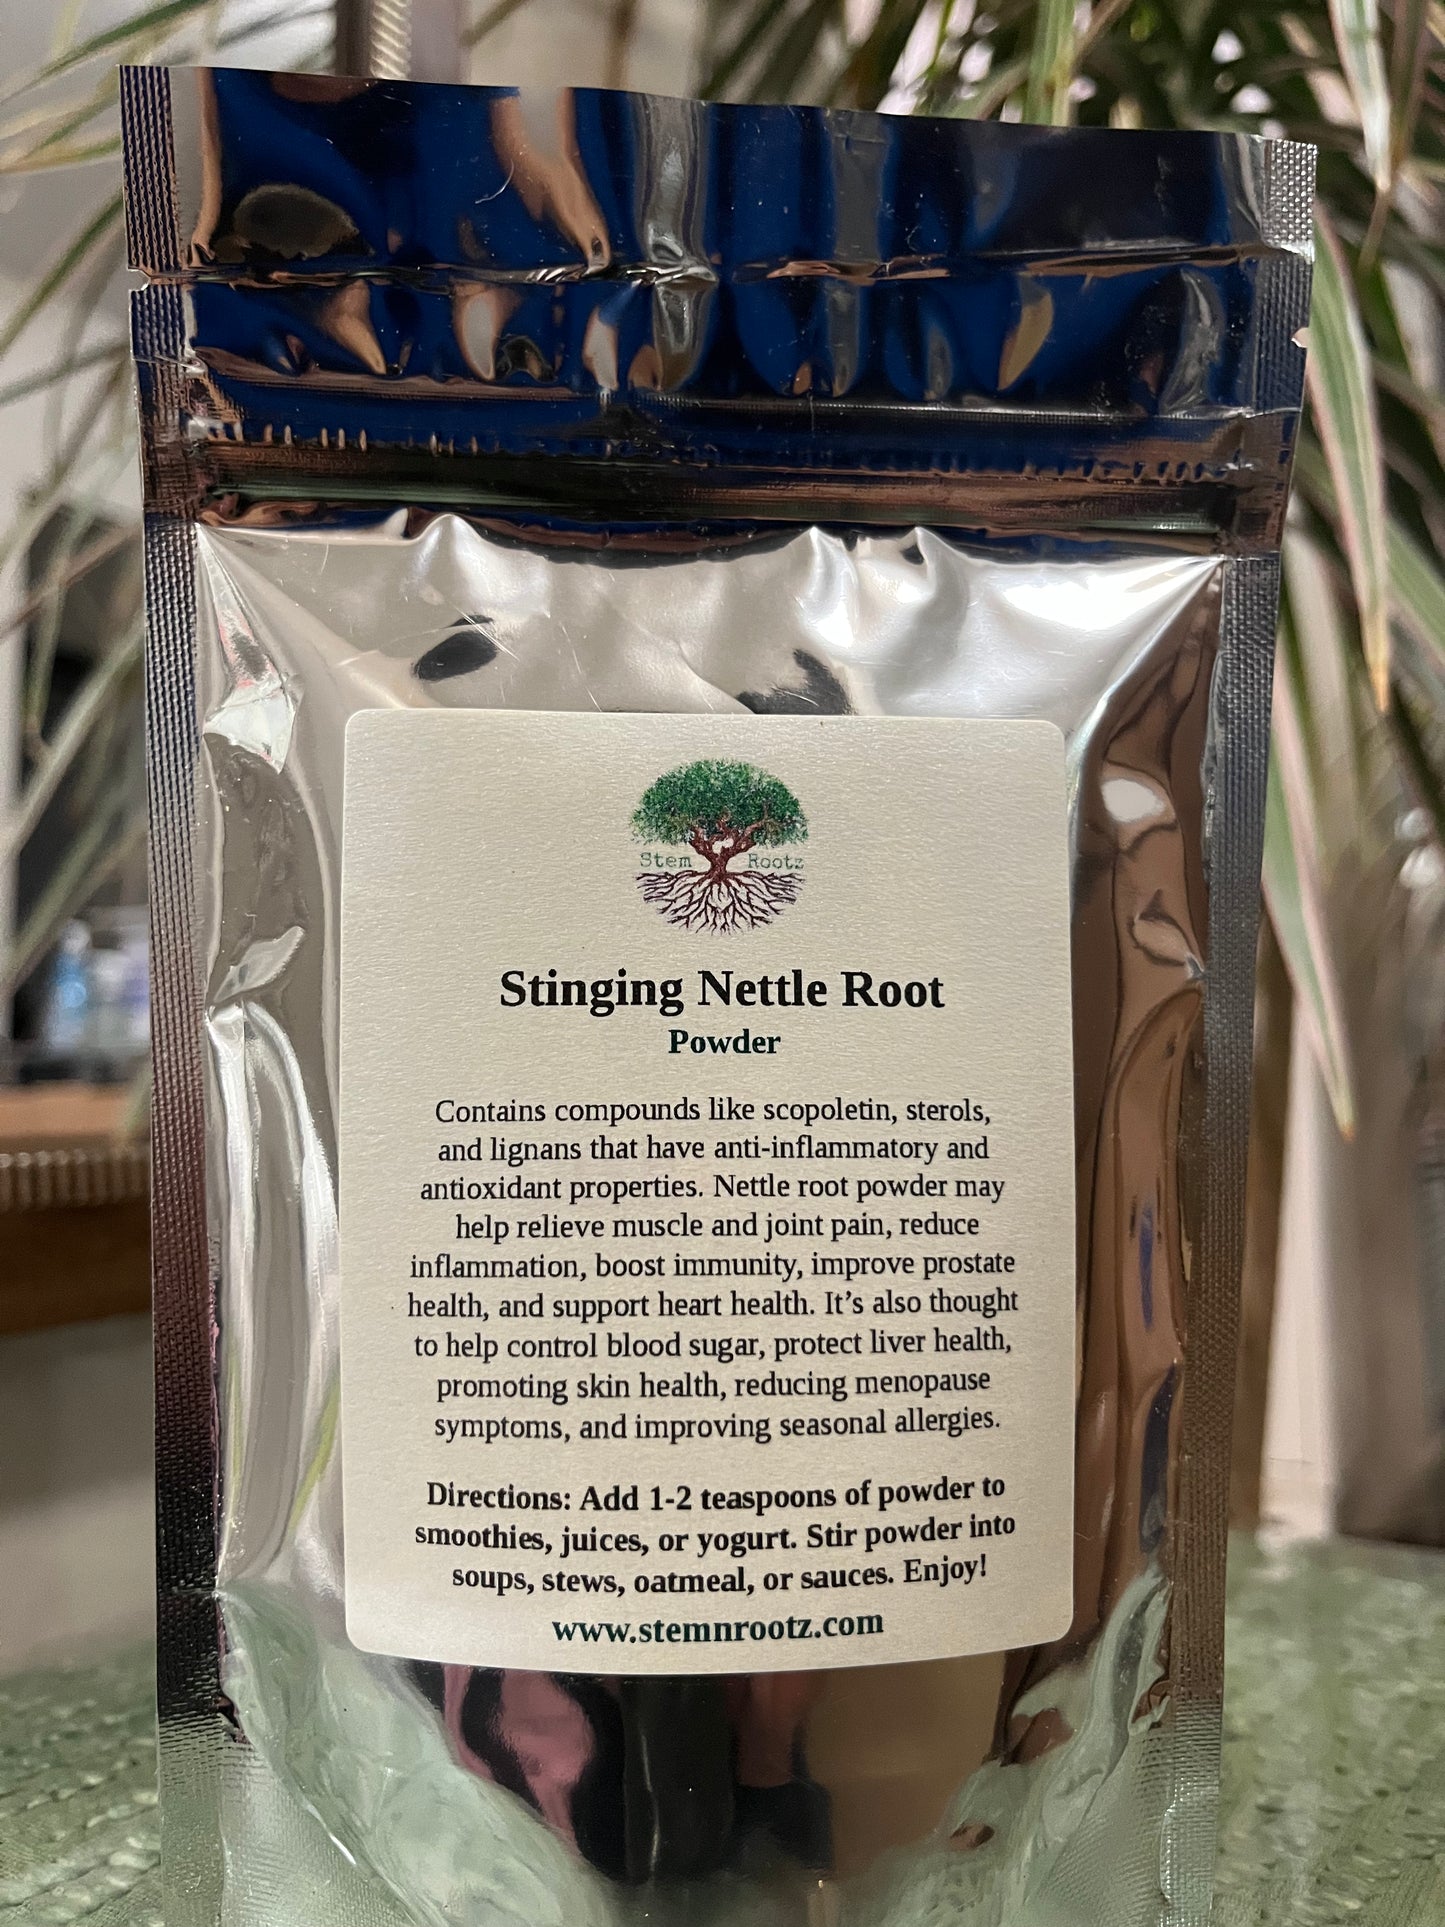 Stem Rootz
Stinging Nettle Root
Powder
Contains compounds like scopoletin, sterols,
and lignans that have anti-inflammatory and
antioxidant properties. Nettle root powder may
help relieve muscle and joint pain, reduce
inflammation, boost immunity, improve prostate
health, and support heart health. It’s also thought
to help control blood sugar, protect liver health,
promoting skin health, reducing menopause
symptoms, and improving seasonal allergies.
Directions: Add 1-2 teaspoons of powder to
smoothies, juices, or yogurt. Stir powder into
soups, stews, oatmeal, or sauces. Enjoy!
www.stemnrootz.com